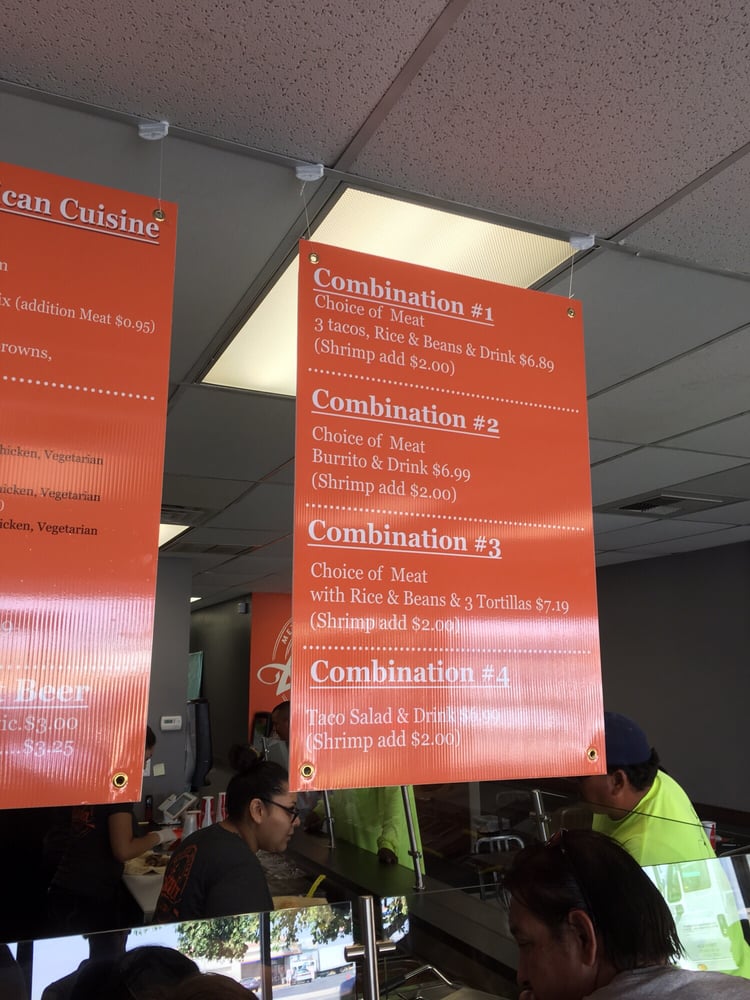 can Cuisine
n
ix (addition Meat $0.95)
rowns,
hicken, Vegetarian
hicken, Vegetarian
)
icken, Vegetarian
Beer
ic.$3.00
....$3.25
Combination #1
Choice of Meat
3 tacos, Rice & Beans & Drink $6.89
(Shrimp add $2.00)
Combination #2
Choice of Meat
Burrito & Drink $6.99
(Shrimp add $2.00)
Combination #3
Choice of Meat
with Rice & Beans & 3 Tortillas $7.19
(Shrimp add $2.00)
Combination #4
Taco Salad & Drink $6.99
(Shrimp add $2.00)